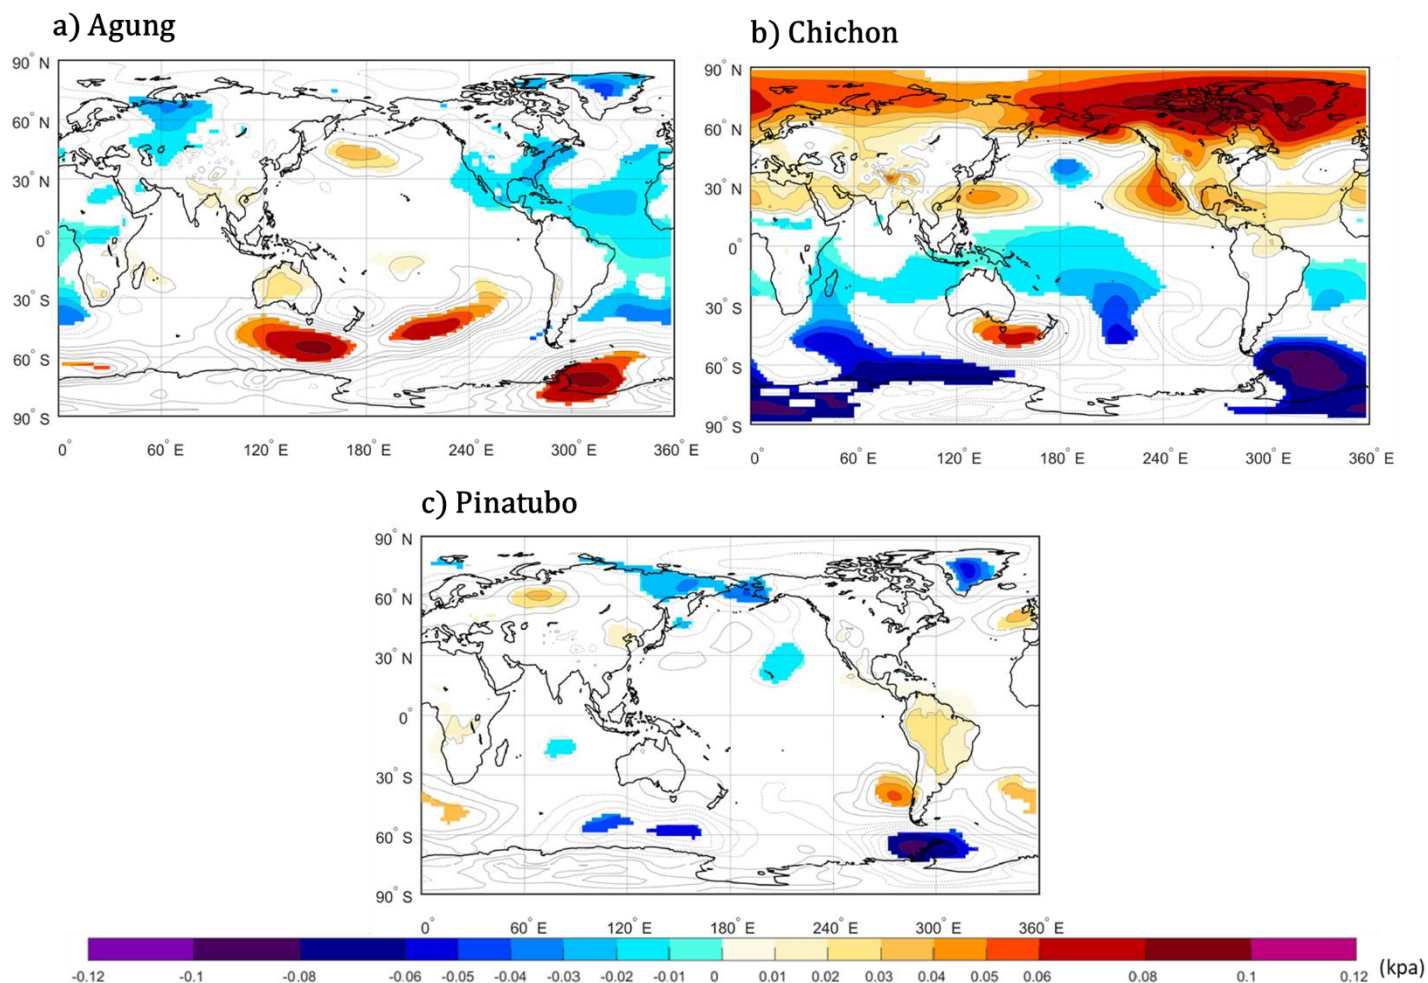 a) Agung
90° N
60° N
30° N
0°
30° S
60° S
90° S
0° 60° E 120° E 180° E 240° E 300° E 360° E
b) Chichon
90° N
60° N
30° N
0°
30° S
60° S
90° S
0° 60° E 120° E 180° E 240° E 300° E 360° E
c) Pinatubo
90° N
60° N
30° N
0°
30° S
60° S
90° S
0° 60° E 120° E 180° E 240° E 300° E 360° E
-0.12 -0.1 -0.08 -0.06 -0.05 -0.04 -0.03 -0.02 -0.01 0 0.01 0.02 0.03 0.04 0.05 0.06 0.08 0.1 0.12 (kpa)